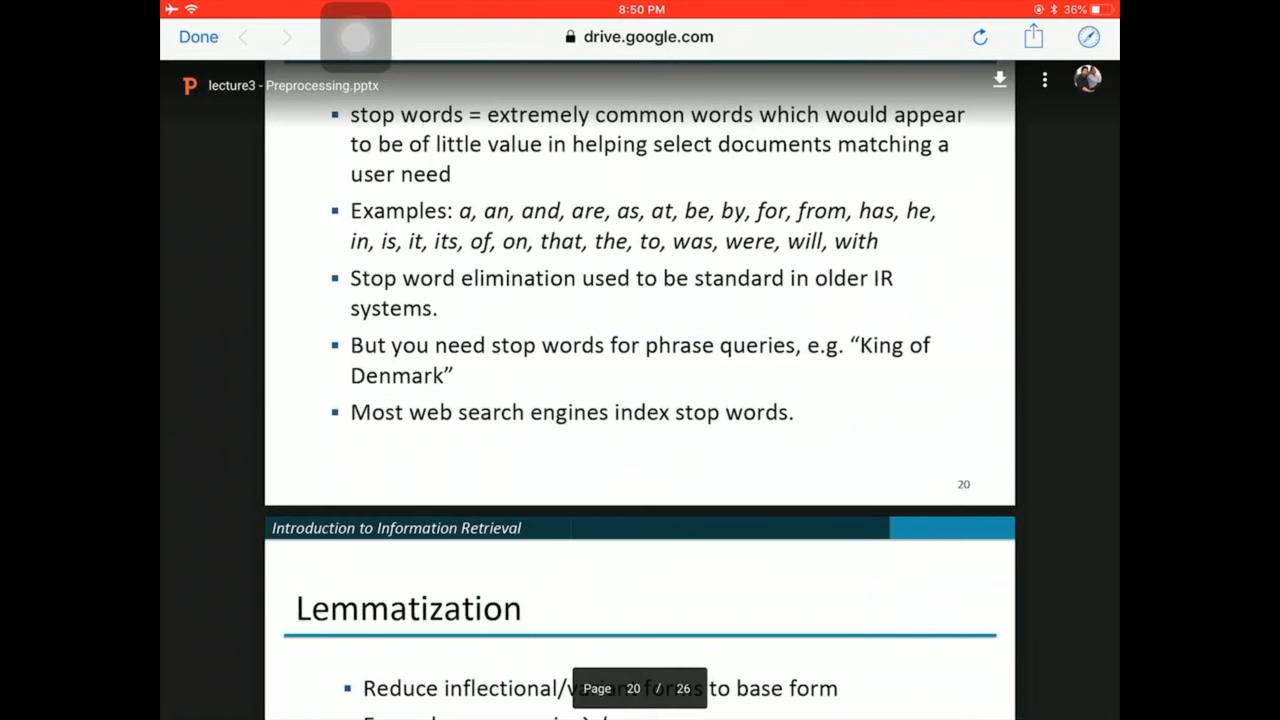 8:50 PM
36%
Done
drive.google.com
lecture3 - Preprocessing.pptx
▪ stop words = extremely common words which would appear
to be of little value in helping select documents matching a
user need
▪ Examples: a, an, and, are, as, at, be, by, for, from, has, he,
in, is, it, its, of, on, that, the, to, was, were, will, with
▪ Stop word elimination used to be standard in older IR
systems.
▪ But you need stop words for phrase queries, e.g. “King of
Denmark”
▪ Most web search engines index stop words.
20
Introduction to Information Retrieval
Lemmatization
▪ Reduce inflectional/variant forms to base form
Page 20 / 26